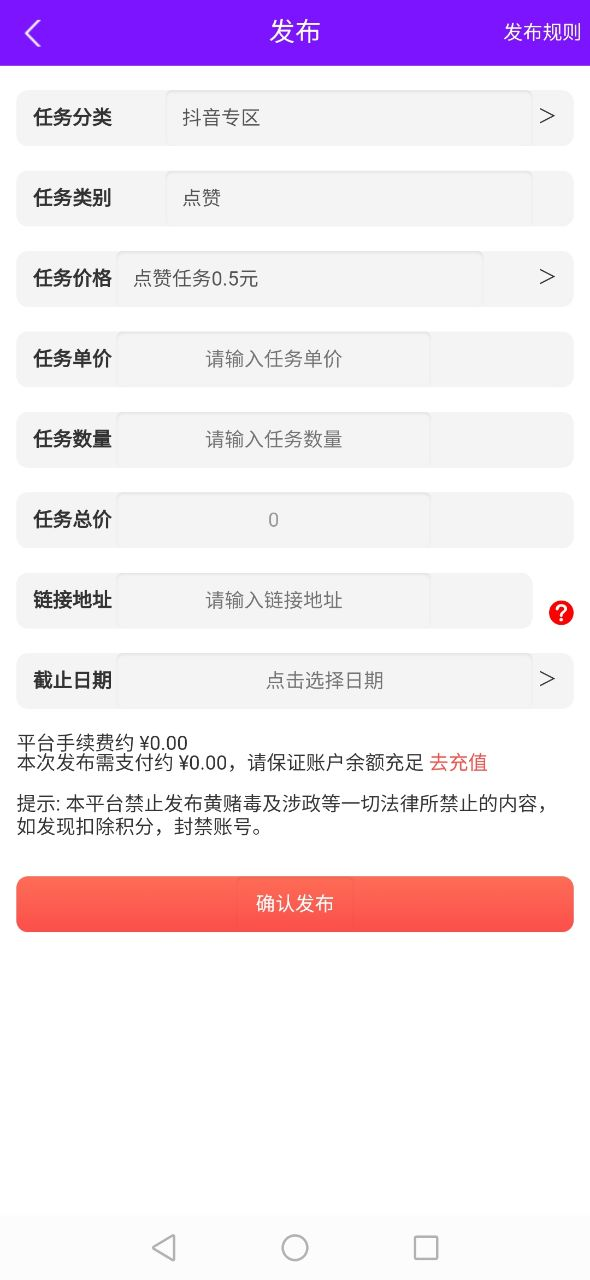 发布
发布规则
任务分类 抖音专区 >
任务类别 点赞
任务价格 点赞任务0.5元 >
任务单价 请输入任务单价
任务数量 请输入任务数量
任务总价 0
链接地址 请输入链接地址 ?
截止日期 点击选择日期 >
平台手续费约 ¥0.00
本次发布需支付约 ¥0.00，请保证账户余额充足 去充值
提示: 本平台禁止发布黄赌毒及涉政等一切法律所禁止的内容，
如发现扣除积分，封禁账号。
确认发布